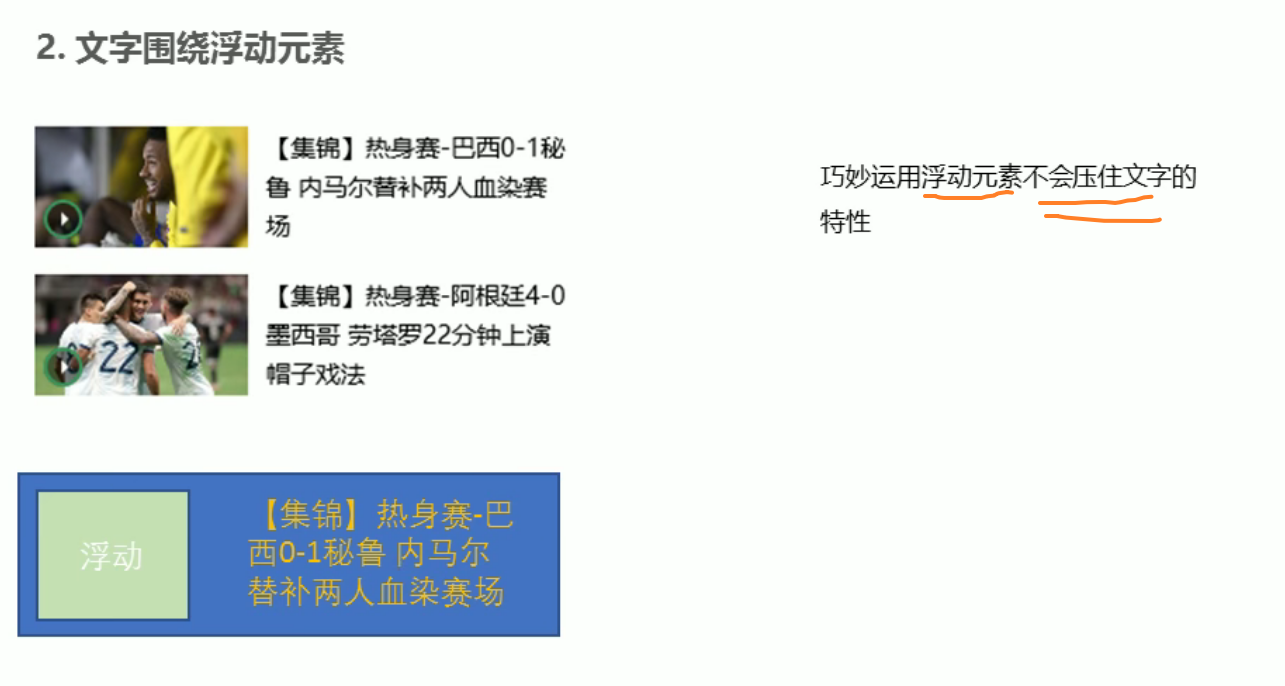 2. 文字围绕浮动元素
【集锦】热身赛-巴西0-1秘
鲁 内马尔替补两人血染赛
场
巧妙运用浮动元素不会压住文字的
特性
22
【集锦】热身赛-阿根廷4-0
墨西哥 劳塔罗22分钟上演
帽子戏法
浮动
【集锦】热身赛-巴
西0-1秘鲁 内马尔
替补两人血染赛场